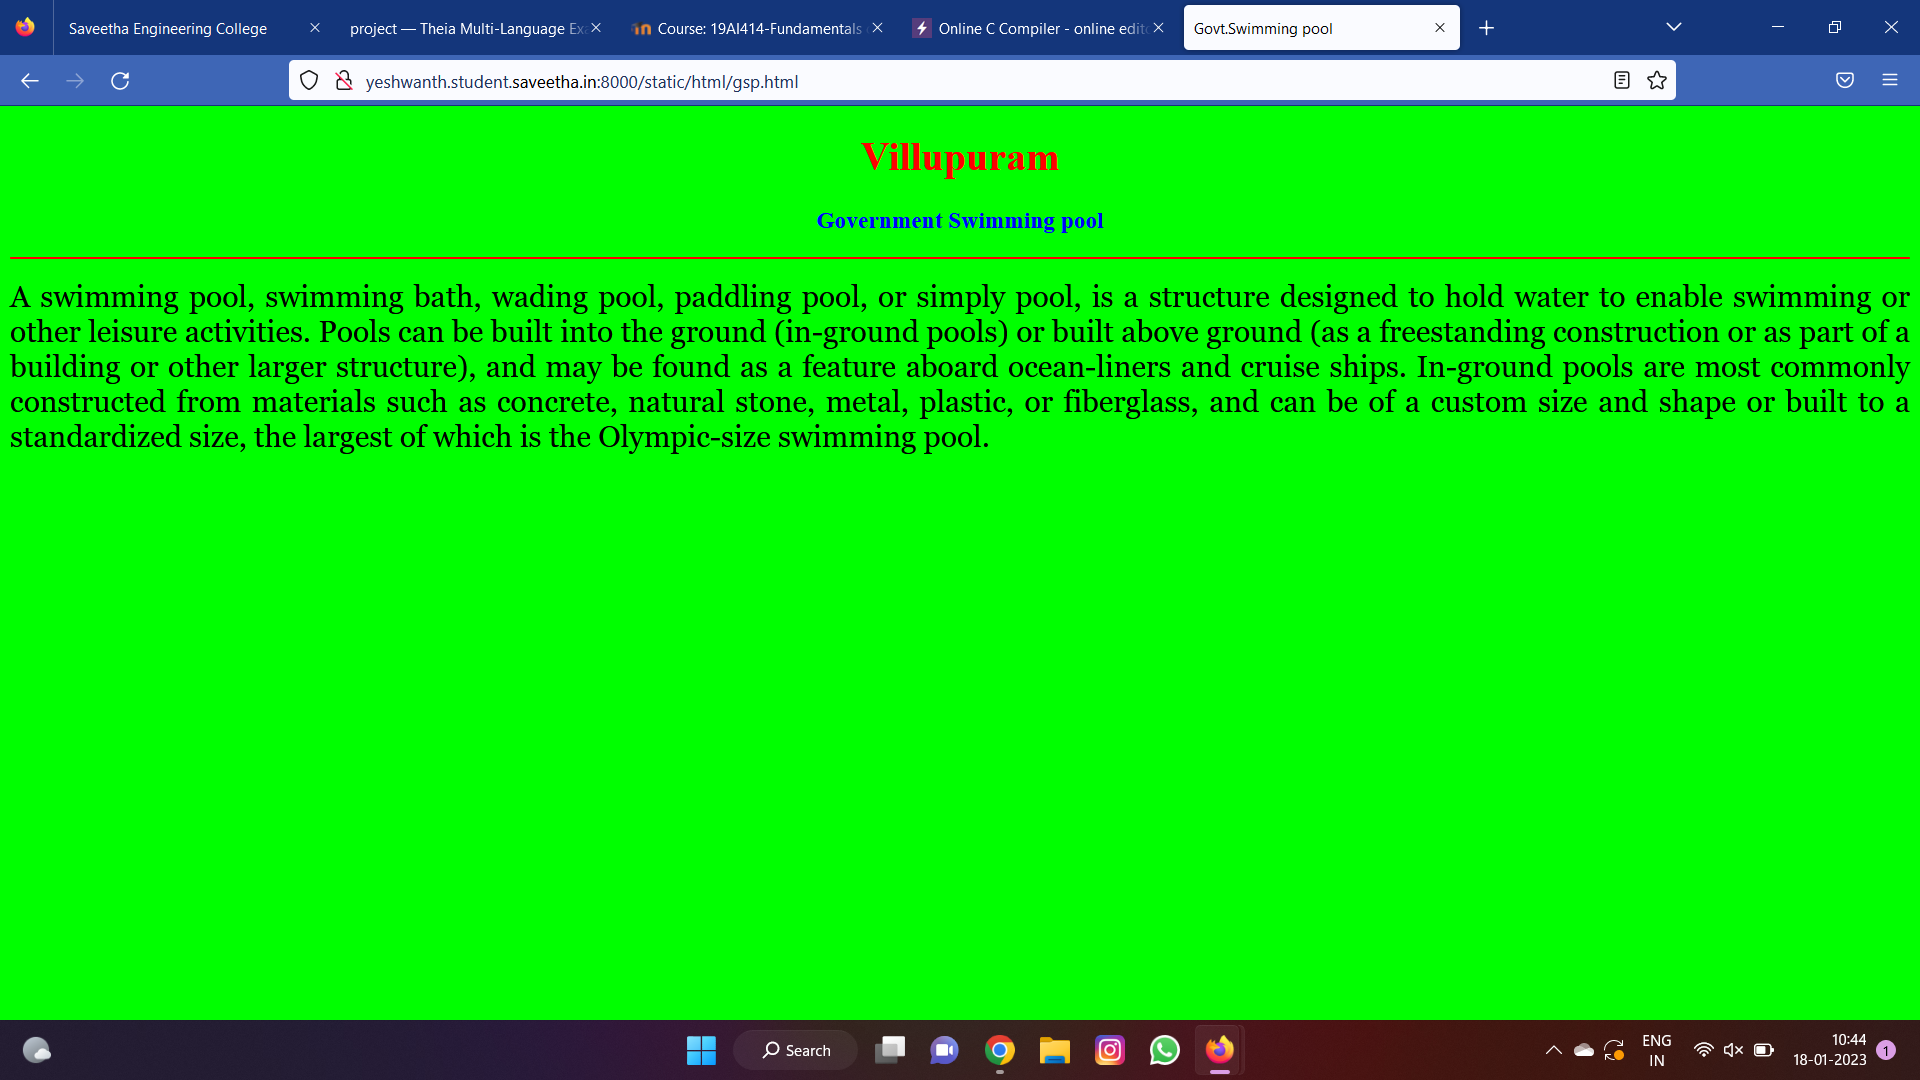 Saveetha Engineering College
project — Theia Multi-Language Ex
Course: 19AI414-Fundamentals
Online C Compiler - online edit
Govt.Swimming pool
yeshwanth.student.saveetha.in:8000/static/html/gsp.html
Villupuram
Government Swimming pool
A swimming pool, swimming bath, wading pool, paddling pool, or simply pool, is a structure designed to hold water to enable swimming or
other leisure activities. Pools can be built into the ground (in-ground pools) or built above ground (as a freestanding construction or as part of a
building or other larger structure), and may be found as a feature aboard ocean-liners and cruise ships. In-ground pools are most commonly
constructed from materials such as concrete, natural stone, metal, plastic, or fiberglass, and can be of a custom size and shape or built to a
standardized size, the largest of which is the Olympic-size swimming pool.
Search
ENG
IN
10:44
18-01-2023
1